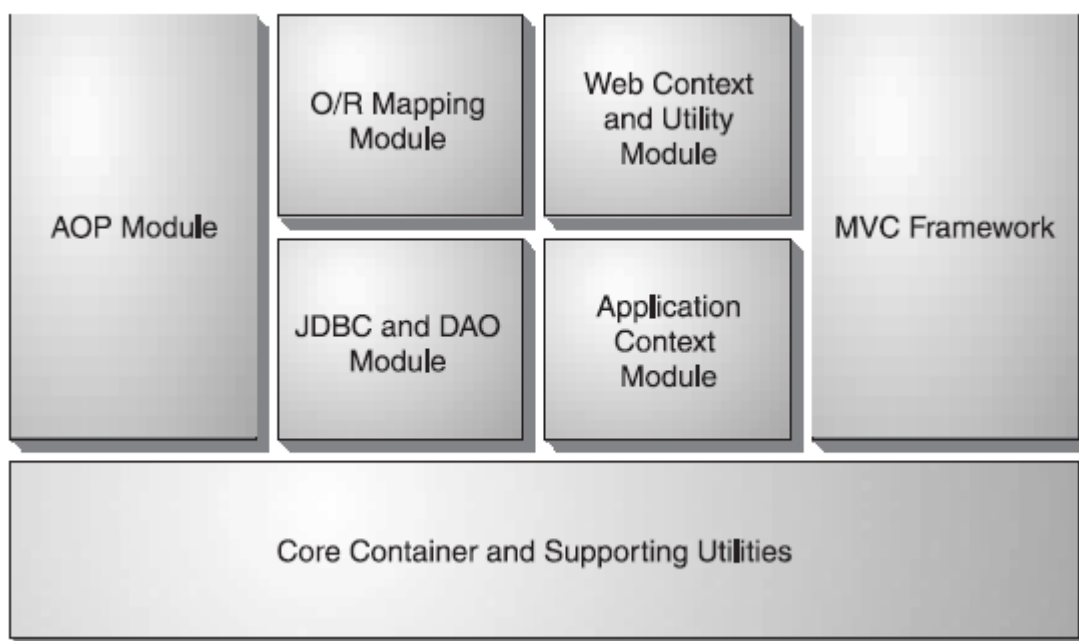 AOP Module
O/R Mapping
Module
Web Context
and Utility
Module
MVC Framework
JDBC and DAO
Module
Application
Context
Module
Core Container and Supporting Utilities